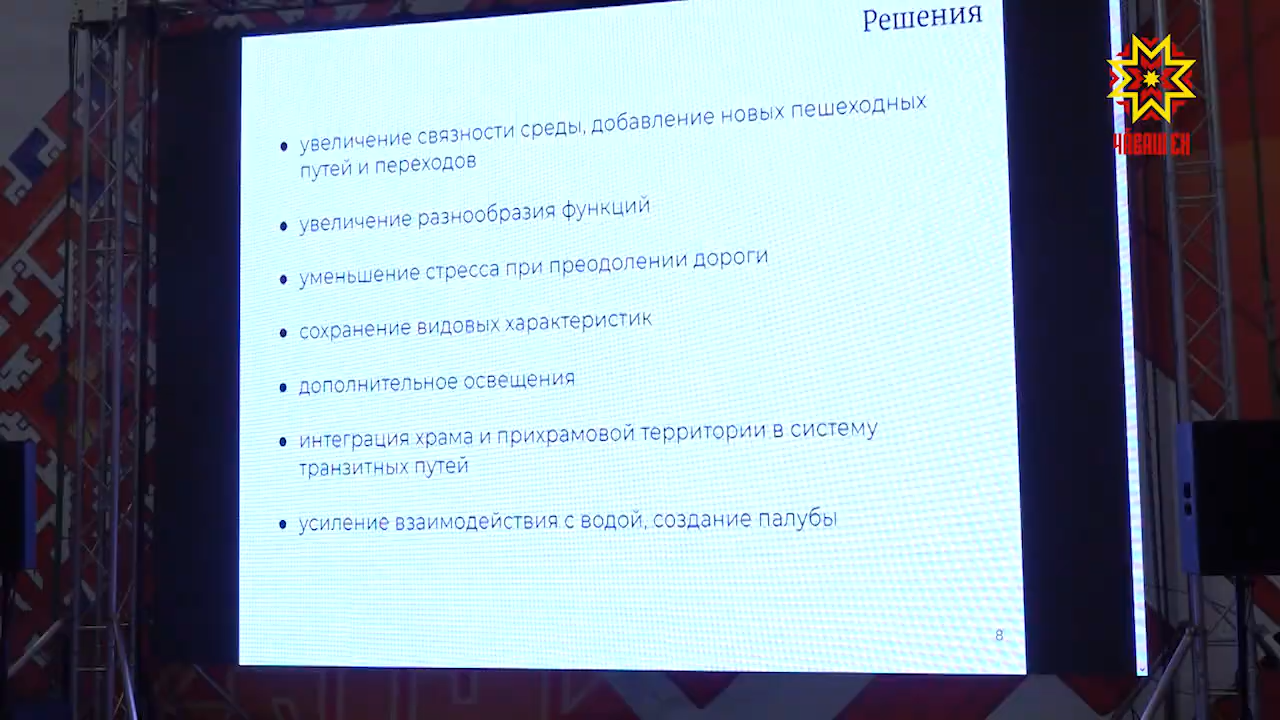 Решения
увеличение связности среды, добавление новых пешеходных
путей и переходов
увеличение разнообразия функций
уменьшение стресса при преодолении дороги
сохранение видовых характеристик
дополнительное освещения
интеграция храма и прихрамовой территории в систему
транзитных путей
усиление взаимодействия с водой, создание палубы
8
ЧӐВАШ ЕН